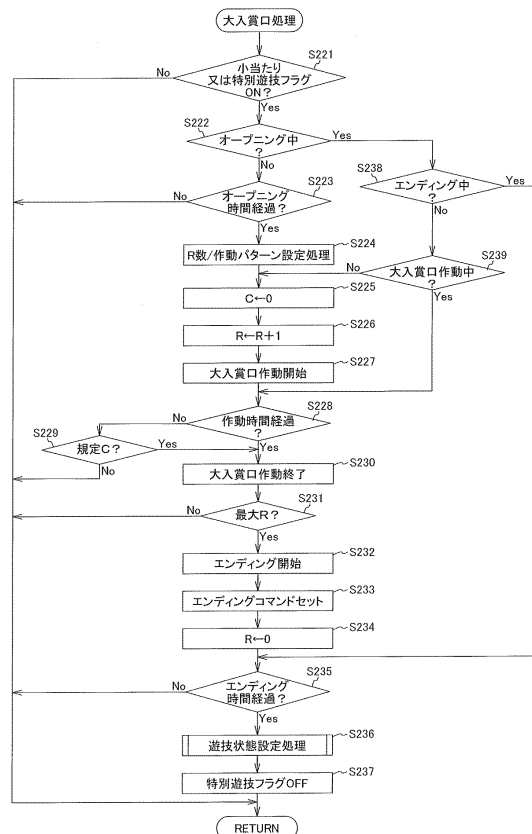 大入賞口処理
S221
小当たり
又は特別遊技フラグ
ON?
No
Yes
S222
オープニング中
?
Yes
No
S223
オープニング
時間経過?
No
Yes
S238
エンディング中
?
Yes
No
S224
R数/作動パターン設定処理
S239
大入賞口作動中
?
No
Yes
S225
C←0
S226
R←R+1
S227
大入賞口作動開始
S228
作動時間経過
?
No
Yes
S229
規定C?
Yes
No
S230
大入賞口作動終了
S231
最大R?
No
Yes
S232
エンディング開始
S233
エンディングコマンドセット
S234
R←0
S235
エンディング
時間経過?
No
Yes
S236
遊技状態設定処理
S237
特別遊技フラグOFF
RETURN